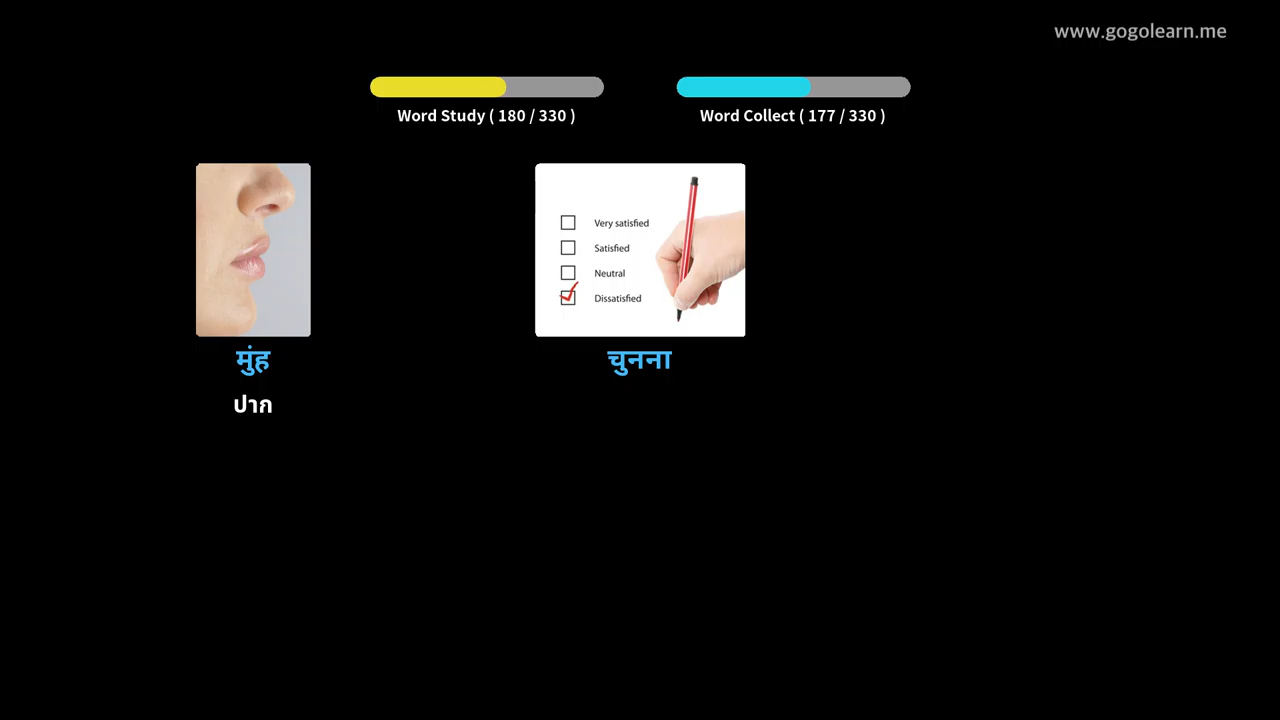 www.gogolearn.me
Word Study ( 180 / 330 )
Word Collect ( 177 / 330 )
Very satisfied
Satisfied
Neutral
Dissatisfied
मुंह
चुनना
ปาก